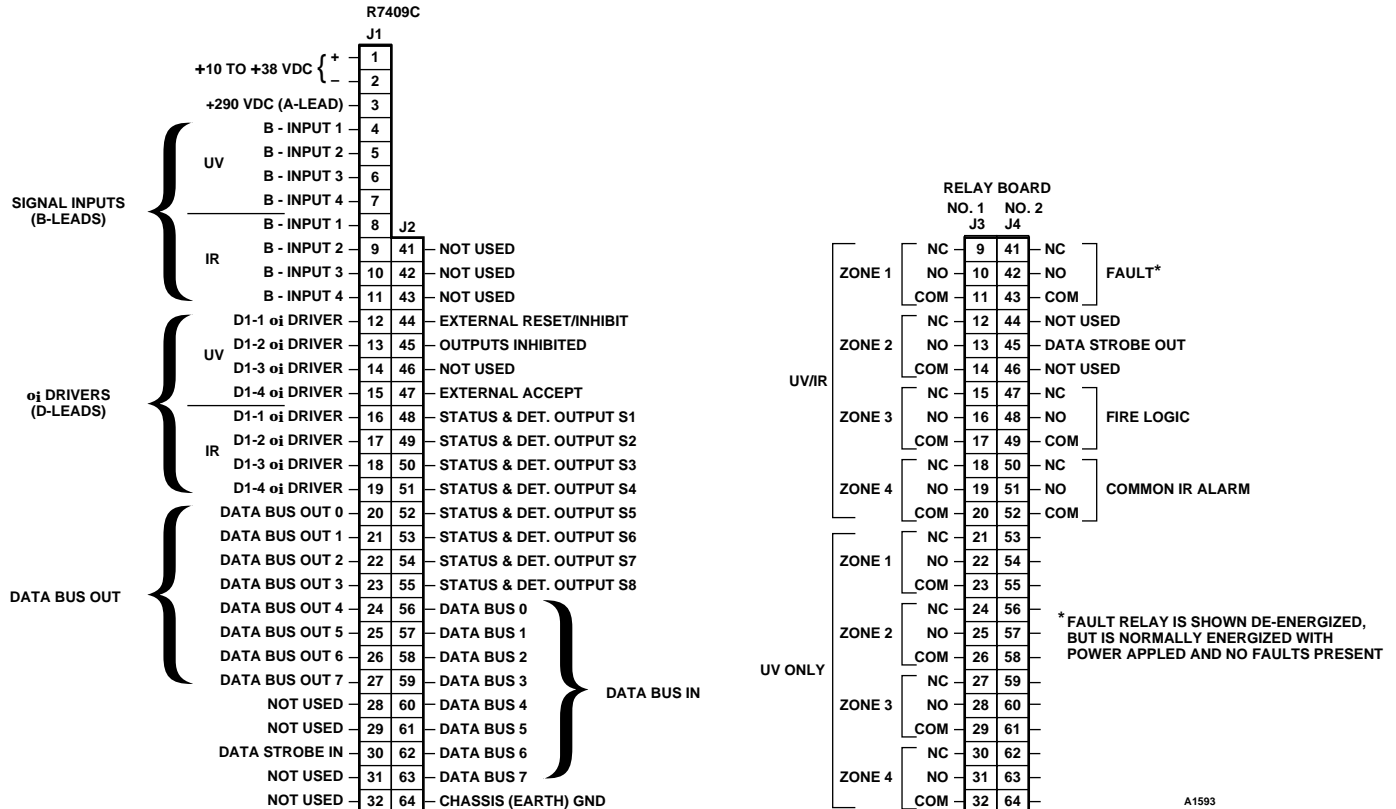 R7409C
J1
+10 TO +38 VDC { + – 1
– – 2
+290 VDC (A-LEAD) – 3
SIGNAL INPUTS
(B-LEADS)
UV
B - INPUT 1 – 4
B - INPUT 2 – 5
B - INPUT 3 – 6
B - INPUT 4 – 7
IR
B - INPUT 1 – 8 J2
B - INPUT 2 – 9 41 – NOT USED
B - INPUT 3 – 10 42 – NOT USED
B - INPUT 4 – 11 43 – NOT USED
oi DRIVERS
(D-LEADS)
UV
D1-1 oi DRIVER – 12 44 – EXTERNAL RESET/INHIBIT
D1-2 oi DRIVER – 13 45 – OUTPUTS INHIBITED
D1-3 oi DRIVER – 14 46 – NOT USED
D1-4 oi DRIVER – 15 47 – EXTERNAL ACCEPT
IR
D1-1 oi DRIVER – 16 48 – STATUS & DET. OUTPUT S1
D1-2 oi DRIVER – 17 49 – STATUS & DET. OUTPUT S2
D1-3 oi DRIVER – 18 50 – STATUS & DET. OUTPUT S3
D1-4 oi DRIVER – 19 51 – STATUS & DET. OUTPUT S4
DATA BUS OUT
DATA BUS OUT 0 – 20 52 – STATUS & DET. OUTPUT S5
DATA BUS OUT 1 – 21 53 – STATUS & DET. OUTPUT S6
DATA BUS OUT 2 – 22 54 – STATUS & DET. OUTPUT S7
DATA BUS OUT 3 – 23 55 – STATUS & DET. OUTPUT S8
DATA BUS OUT 4 – 24 56 – DATA BUS 0
DATA BUS OUT 5 – 25 57 – DATA BUS 1
DATA BUS OUT 6 – 26 58 – DATA BUS 2
DATA BUS OUT 7 – 27 59 – DATA BUS 3
NOT USED – 28 60 – DATA BUS 4
NOT USED – 29 61 – DATA BUS 5
DATA STROBE IN – 30 62 – DATA BUS 6
NOT USED – 31 63 – DATA BUS 7
NOT USED – 32 64 – CHASSIS (EARTH) GND
DATA BUS IN
RELAY BOARD
NO. 1 NO. 2
J3 J4
UV/IR
ZONE 1
NC – 9 41 – NC
NO – 10 42 – NO
COM – 11 43 – COM
FAULT*
ZONE 2
NC – 12 44 – NOT USED
NO – 13 45 – DATA STROBE OUT
COM – 14 46 – NOT USED
ZONE 3
NC – 15 47 – NC
NO – 16 48 – NO
COM – 17 49 – COM
FIRE LOGIC
ZONE 4
NC – 18 50 – NC
NO – 19 51 – NO
COM – 20 52 – COM
COMMON IR ALARM
UV ONLY
ZONE 1
NC – 21 53 –
NO – 22 54 –
COM – 23 55 –
ZONE 2
NC – 24 56 –
NO – 25 57 –
COM – 26 58 –
ZONE 3
NC – 27 59 –
NO – 28 60 –
COM – 29 61 –
ZONE 4
NC – 30 62 –
NO – 31 63 –
COM – 32 64 –
* FAULT RELAY IS SHOWN DE-ENERGIZED,
BUT IS NORMALLY ENERGIZED WITH
POWER APPLED AND NO FAULTS PRESENT
A1593